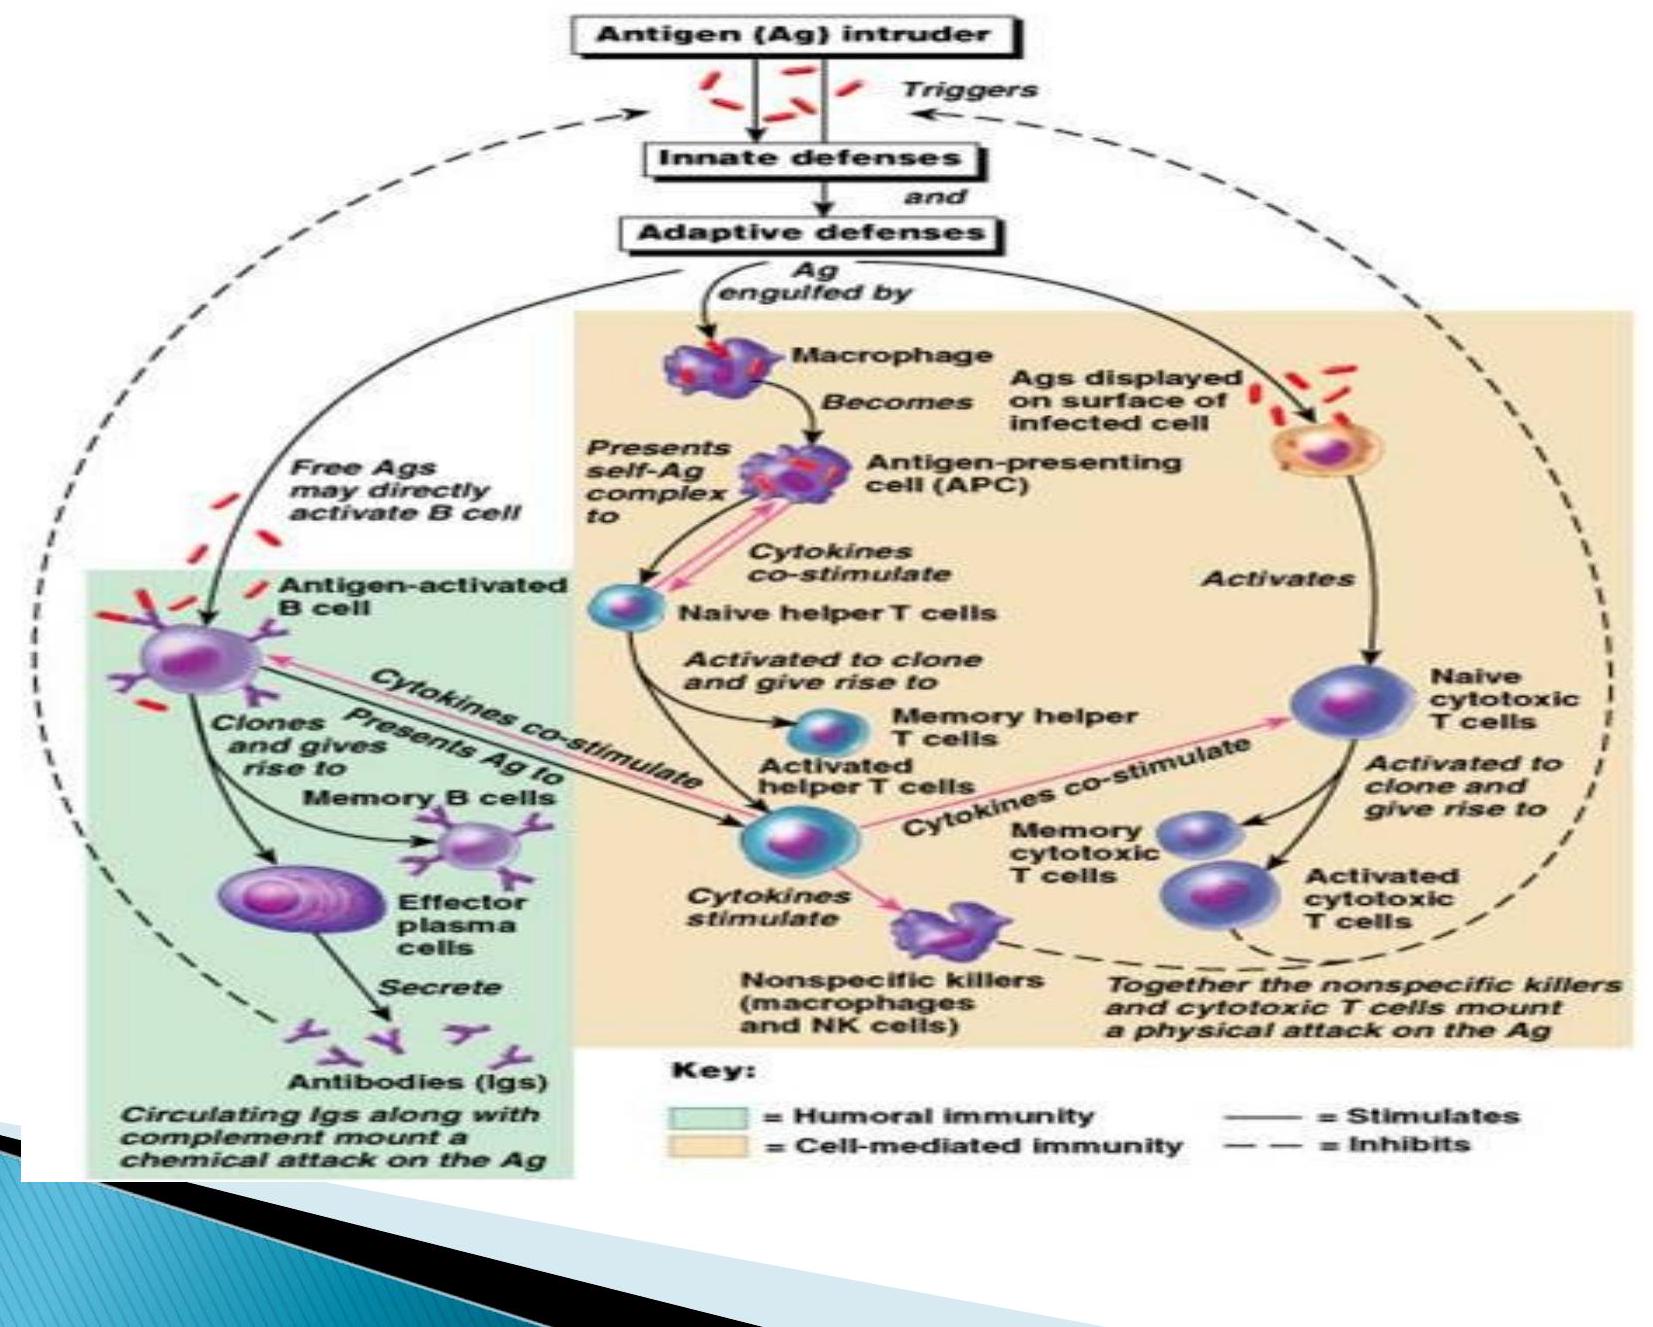 Antigen (Ag) intruder
Triggers
Innate defenses
and
Adaptive defenses
Ag
engulfed by
Macrophage
Becomes
Ags displayed
on surface of
infected cell
Presents
self-Ag
complex
to
Antigen-presenting
cell (APC)
Free Ags
may directly
activate B cell
Cytokines
co-stimulate
Activates
Antigen-activated
B cell
Naive helper T cells
Activated to clone
and give rise to
Naive
cytotoxic
T cells
Cytokines co-stimulate
Presents Ag to
Clones
and gives
rise to
Memory helper
T cells
Activated
helper T cells
Cytokines co-stimulate
Activated to
clone and
give rise to
Memory B cells
Memory
cytotoxic
T cells
Activated
cytotoxic
T cells
Effector
plasma
cells
Cytokines
stimulate
Secrete
Nonspecific killers
(macrophages
and NK cells)
Together the nonspecific killers
and cytotoxic T cells mount
a physical attack on the Ag
Antibodies (Igs)
Circulating Igs along with
complement mount a
chemical attack on the Ag
Key:
= Humoral immunity
= Stimulates
= Cell-mediated immunity
= Inhibits